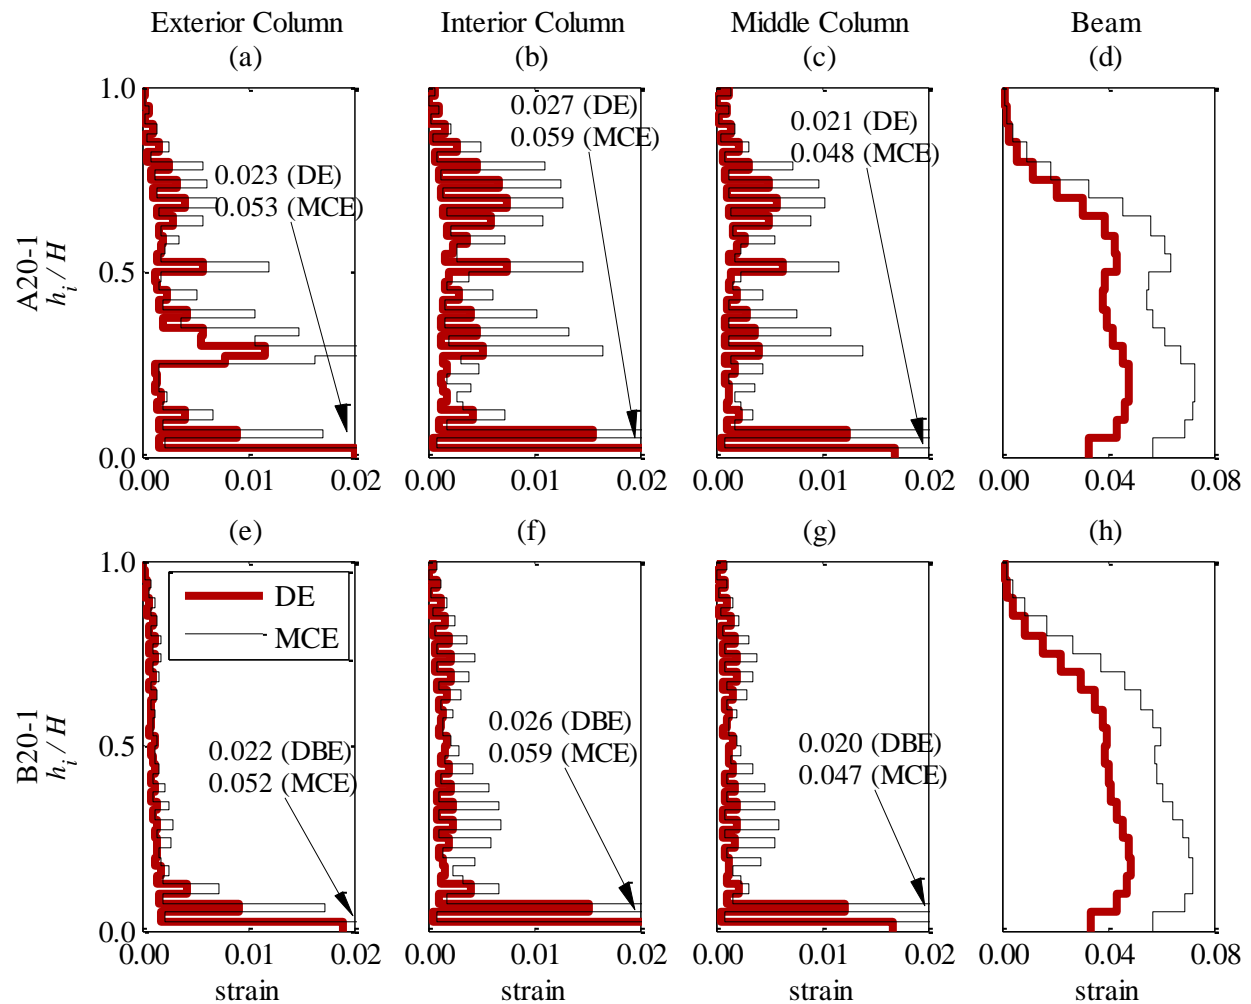 Exterior Column
Interior Column
Middle Column
Beam
(a)
(b)
(c)
(d)
A20-1
h_i / H
1.0
0.5
0.0
0.023 (DE)
0.053 (MCE)
0.027 (DE)
0.059 (MCE)
0.021 (DE)
0.048 (MCE)
0.00 0.01 0.02
0.00 0.01 0.02
0.00 0.01 0.02
0.00 0.04 0.08
(e)
(f)
(g)
(h)
B20-1
h_i / H
1.0
0.5
0.0
DE
MCE
0.022 (DBE)
0.052 (MCE)
0.026 (DBE)
0.059 (MCE)
0.020 (DBE)
0.047 (MCE)
0.00 0.01 0.02
0.00 0.01 0.02
0.00 0.01 0.02
0.00 0.04 0.08
strain
strain
strain
strain